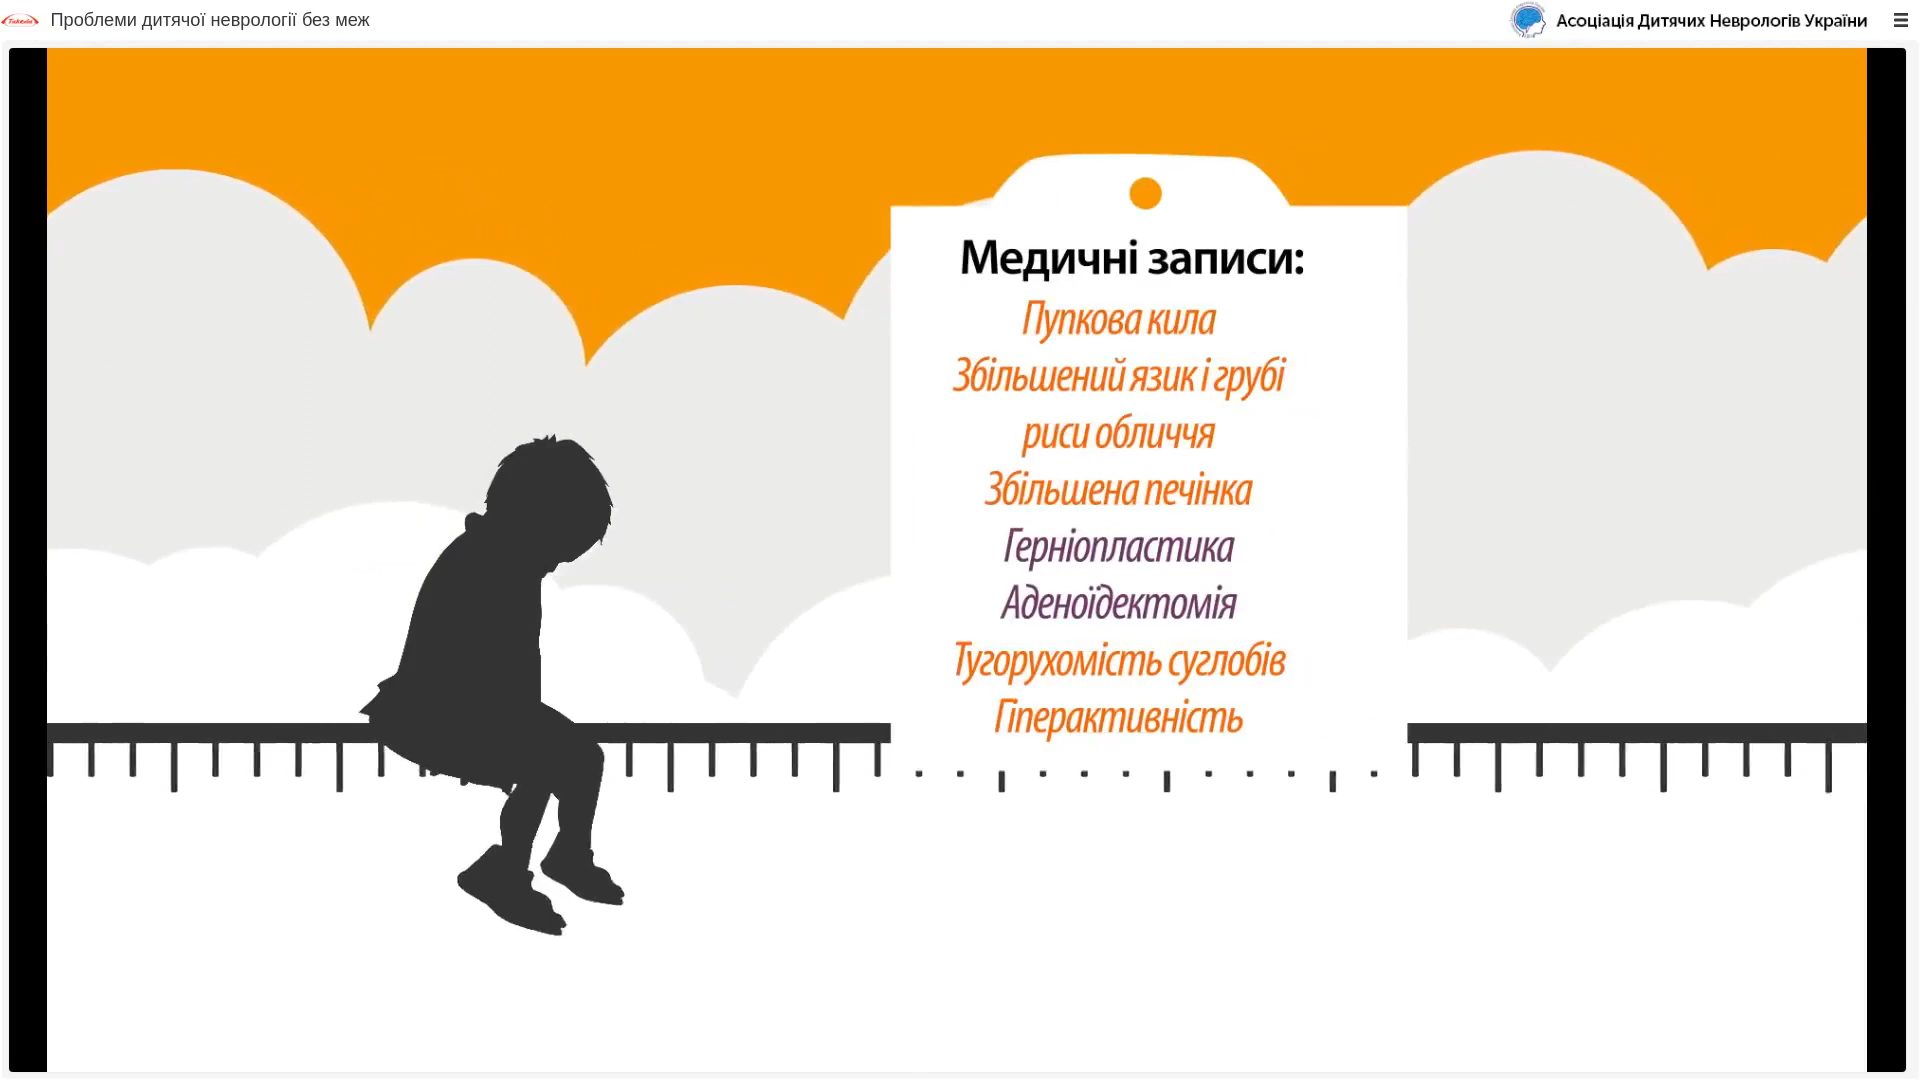 Takeda
Проблеми дитячої неврології без меж
Асоціація Дитячих Неврологів України
Медичні записи:
Пупкова кила
Збільшений язик і грубі
риси обличчя
Збільшена печінка
Герніопластика
Аденоїдектомія
Тугорухомість суглобів
Гіперактивність